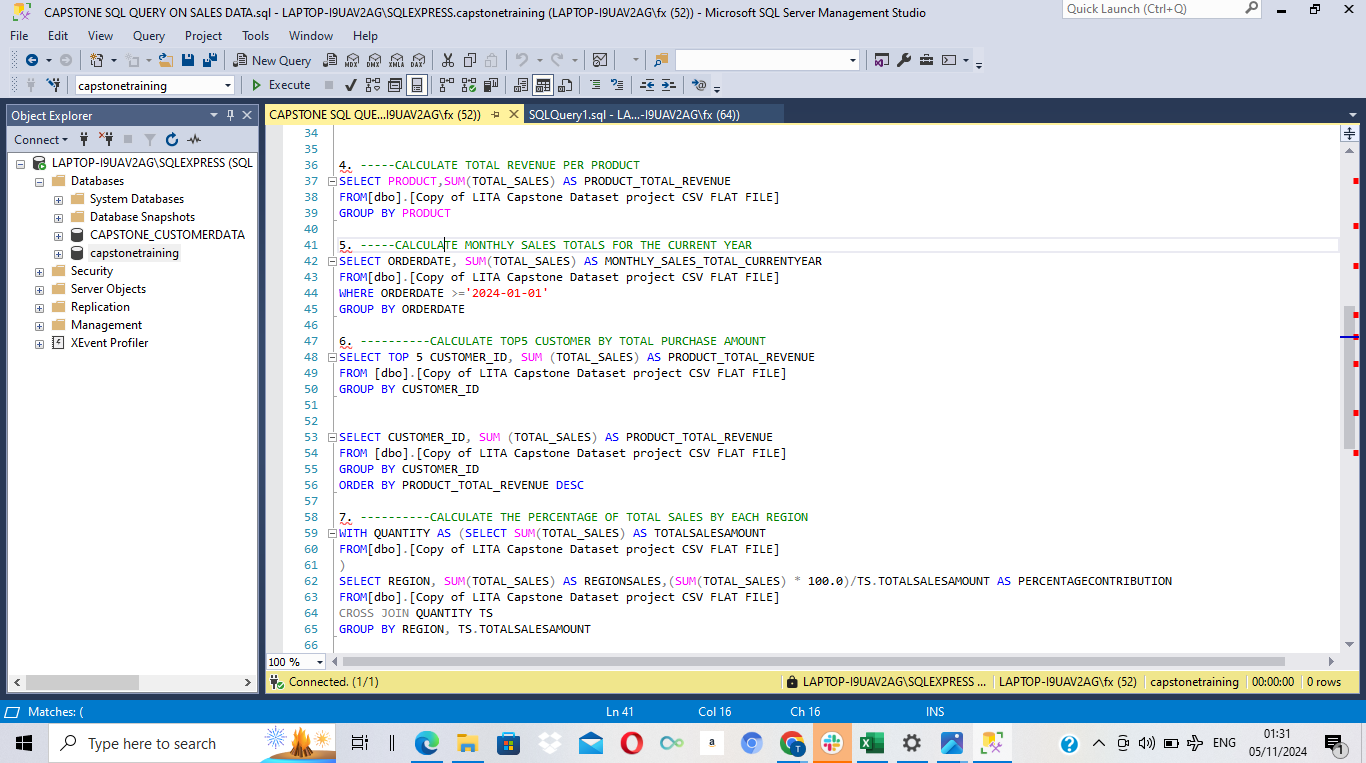 CAPSTONE SQL QUERY ON SALES DATA.sql - LAPTOP-I9UAV2AG\SQLEXPRESS.capstonetraining (LAPTOP-I9UAV2AG\fx (52)) - Microsoft SQL Server Management Studio
Quick Launch (Ctrl+Q)
File Edit View Query Project Tools Window Help
New Query MDX DMX XMLA DAX
capstonetraining Execute
Object Explorer
Connect
LAPTOP-I9UAV2AG\SQLEXPRESS (SQL
Databases
System Databases
Database Snapshots
CAPSTONE_CUSTOMERDATA
capstonetraining
Security
Server Objects
Replication
Management
XEvent Profiler
CAPSTONE SQL QUE...I9UAV2AG\fx (52)) SQLQuery1.sql - LA...-I9UAV2AG\fx (64))
34
35
36 4. -----CALCULATE TOTAL REVENUE PER PRODUCT
37 SELECT PRODUCT,SUM(TOTAL_SALES) AS PRODUCT_TOTAL_REVENUE
38 FROM[dbo].[Copy of LITA Capstone Dataset project CSV FLAT FILE]
39 GROUP BY PRODUCT
40
41 5. -----CALCULATE MONTHLY SALES TOTALS FOR THE CURRENT YEAR
42 SELECT ORDERDATE, SUM(TOTAL_SALES) AS MONTHLY_SALES_TOTAL_CURRENTYEAR
43 FROM[dbo].[Copy of LITA Capstone Dataset project CSV FLAT FILE]
44 WHERE ORDERDATE >='2024-01-01'
45 GROUP BY ORDERDATE
46
47 6. ----------CALCULATE TOP5 CUSTOMER BY TOTAL PURCHASE AMOUNT
48 SELECT TOP 5 CUSTOMER_ID, SUM (TOTAL_SALES) AS PRODUCT_TOTAL_REVENUE
49 FROM [dbo].[Copy of LITA Capstone Dataset project CSV FLAT FILE]
50 GROUP BY CUSTOMER_ID
51
52
53 SELECT CUSTOMER_ID, SUM (TOTAL_SALES) AS PRODUCT_TOTAL_REVENUE
54 FROM [dbo].[Copy of LITA Capstone Dataset project CSV FLAT FILE]
55 GROUP BY CUSTOMER_ID
56 ORDER BY PRODUCT_TOTAL_REVENUE DESC
57
58 7. ----------CALCULATE THE PERCENTAGE OF TOTAL SALES BY EACH REGION
59 WITH QUANTITY AS (SELECT SUM(TOTAL_SALES) AS TOTALSALESAMOUNT
60 FROM[dbo].[Copy of LITA Capstone Dataset project CSV FLAT FILE]
61 )
62 SELECT REGION, SUM(TOTAL_SALES) AS REGIONSALES,(SUM(TOTAL_SALES) * 100.0)/TS.TOTALSALESAMOUNT AS PERCENTAGECONTRIBUTION
63 FROM[dbo].[Copy of LITA Capstone Dataset project CSV FLAT FILE]
64 CROSS JOIN QUANTITY TS
65 GROUP BY REGION, TS.TOTALSALESAMOUNT
66
100 %
Connected. (1/1) LAPTOP-I9UAV2AG\SQLEXPRESS ... LAPTOP-I9UAV2AG\fx (52) capstonetraining 00:00:00 0 rows
Matches: ( Ln 41 Col 16 Ch 16 INS
Type here to search
a
T
ENG
01:31
05/11/2024
1